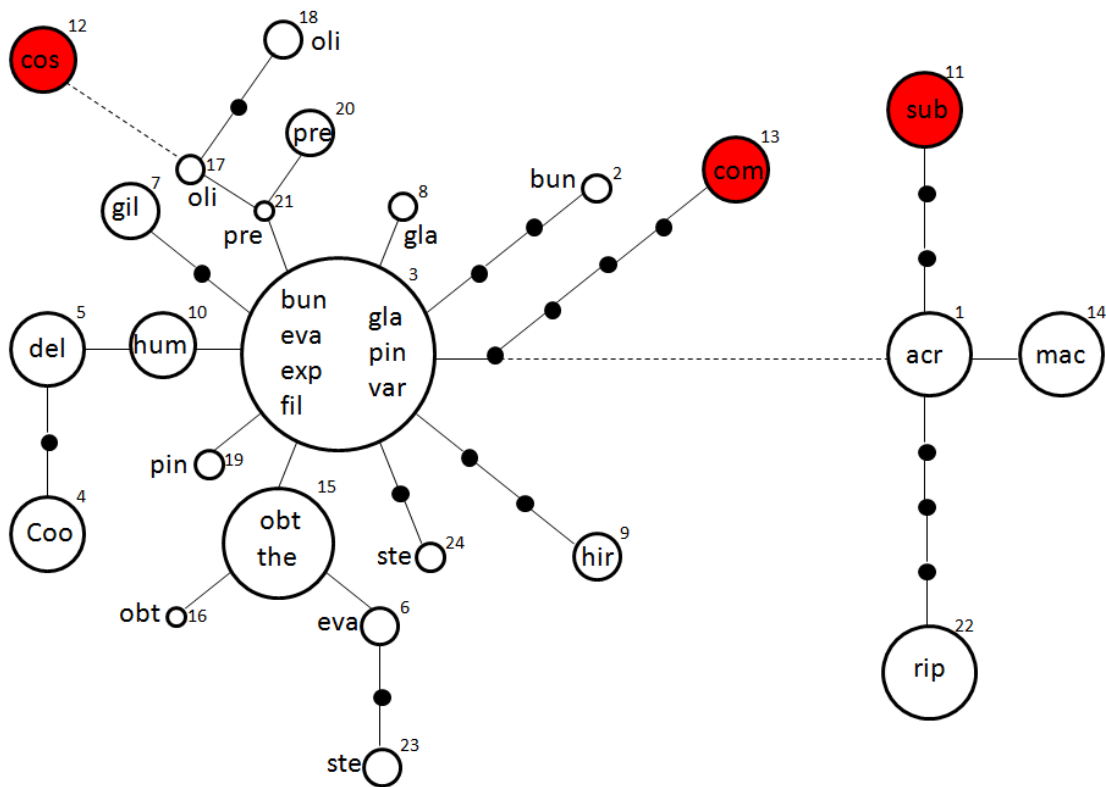 12
cos
18
oli
20
pre
17
oli
21
pre
7
gil
8
gla
bun 2
13
com
11
sub
3
bun
eva
exp
fil
gla
pin
var
5
del
10
hum
1
acr
14
mac
4
Coo
pin 19
15
obt
the
ste 24
9
hir
obt 16
eva 6
ste 23
22
rip